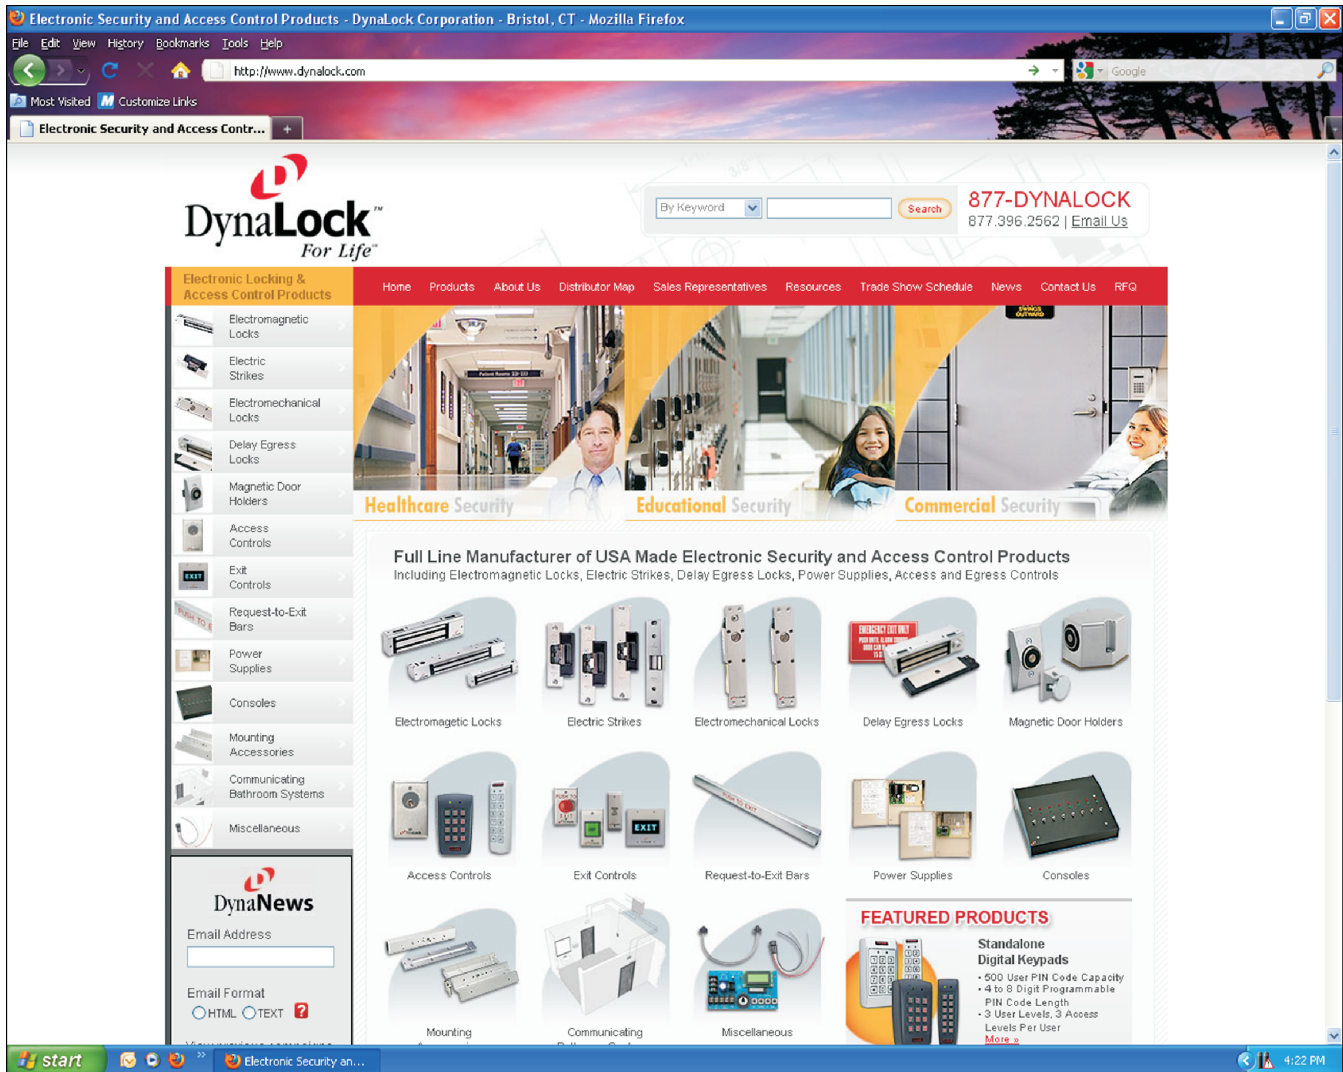 Electronic Security and Access Control Products - DynaLock Corporation - Bristol, CT - Mozilla Firefox
File Edit View History Bookmarks Tools Help
http://www.dynalock.com
Google
Most Visited Customize Links
Electronic Security and Access Contr...
DynaLock™
For Life
By Keyword
Search
877-DYNALOCK
877.396.2562 | Email Us
Electronic Locking &
Access Control Products
Home Products About Us Distributor Map Sales Representatives Resources Trade Show Schedule News Contact Us RFQ
Electromagnetic
Locks
Electric
Strikes
Electromechanical
Locks
Delay Egress
Locks
Magnetic Door
Holders
Access
Controls
Exit
Controls
Request-to-Exit
Bars
Power
Supplies
Consoles
Mounting
Accessories
Communicating
Bathroom Systems
Miscellaneous
SWINGS
OUTWARD
Healthcare Security
Educational Security
Commercial Security
Full Line Manufacturer of USA Made Electronic Security and Access Control Products
Including Electromagnetic Locks, Electric Strikes, Delay Egress Locks, Power Supplies, Access and Egress Controls
EMERGENCY EXIT ONLY
Electromagetic Locks
Electric Strikes
Electromechanical Locks
Delay Egress Locks
Magnetic Door Holders
PUSH TO EXIT
EXIT
Access Controls
Exit Controls
Request-to-Exit Bars
Power Supplies
Consoles
Mounting
Communicating
Miscellaneous
DynaNews
Email Address
Email Format
HTML TEXT ?
FEATURED PRODUCTS
Standalone
Digital Keypads
• 500 User PIN Code Capacity
• 4 to 8 Digit Programmable
PIN Code Length
• 3 User Levels, 3 Access
Levels Per User
More »
start
Electronic Security an...
4:22 PM